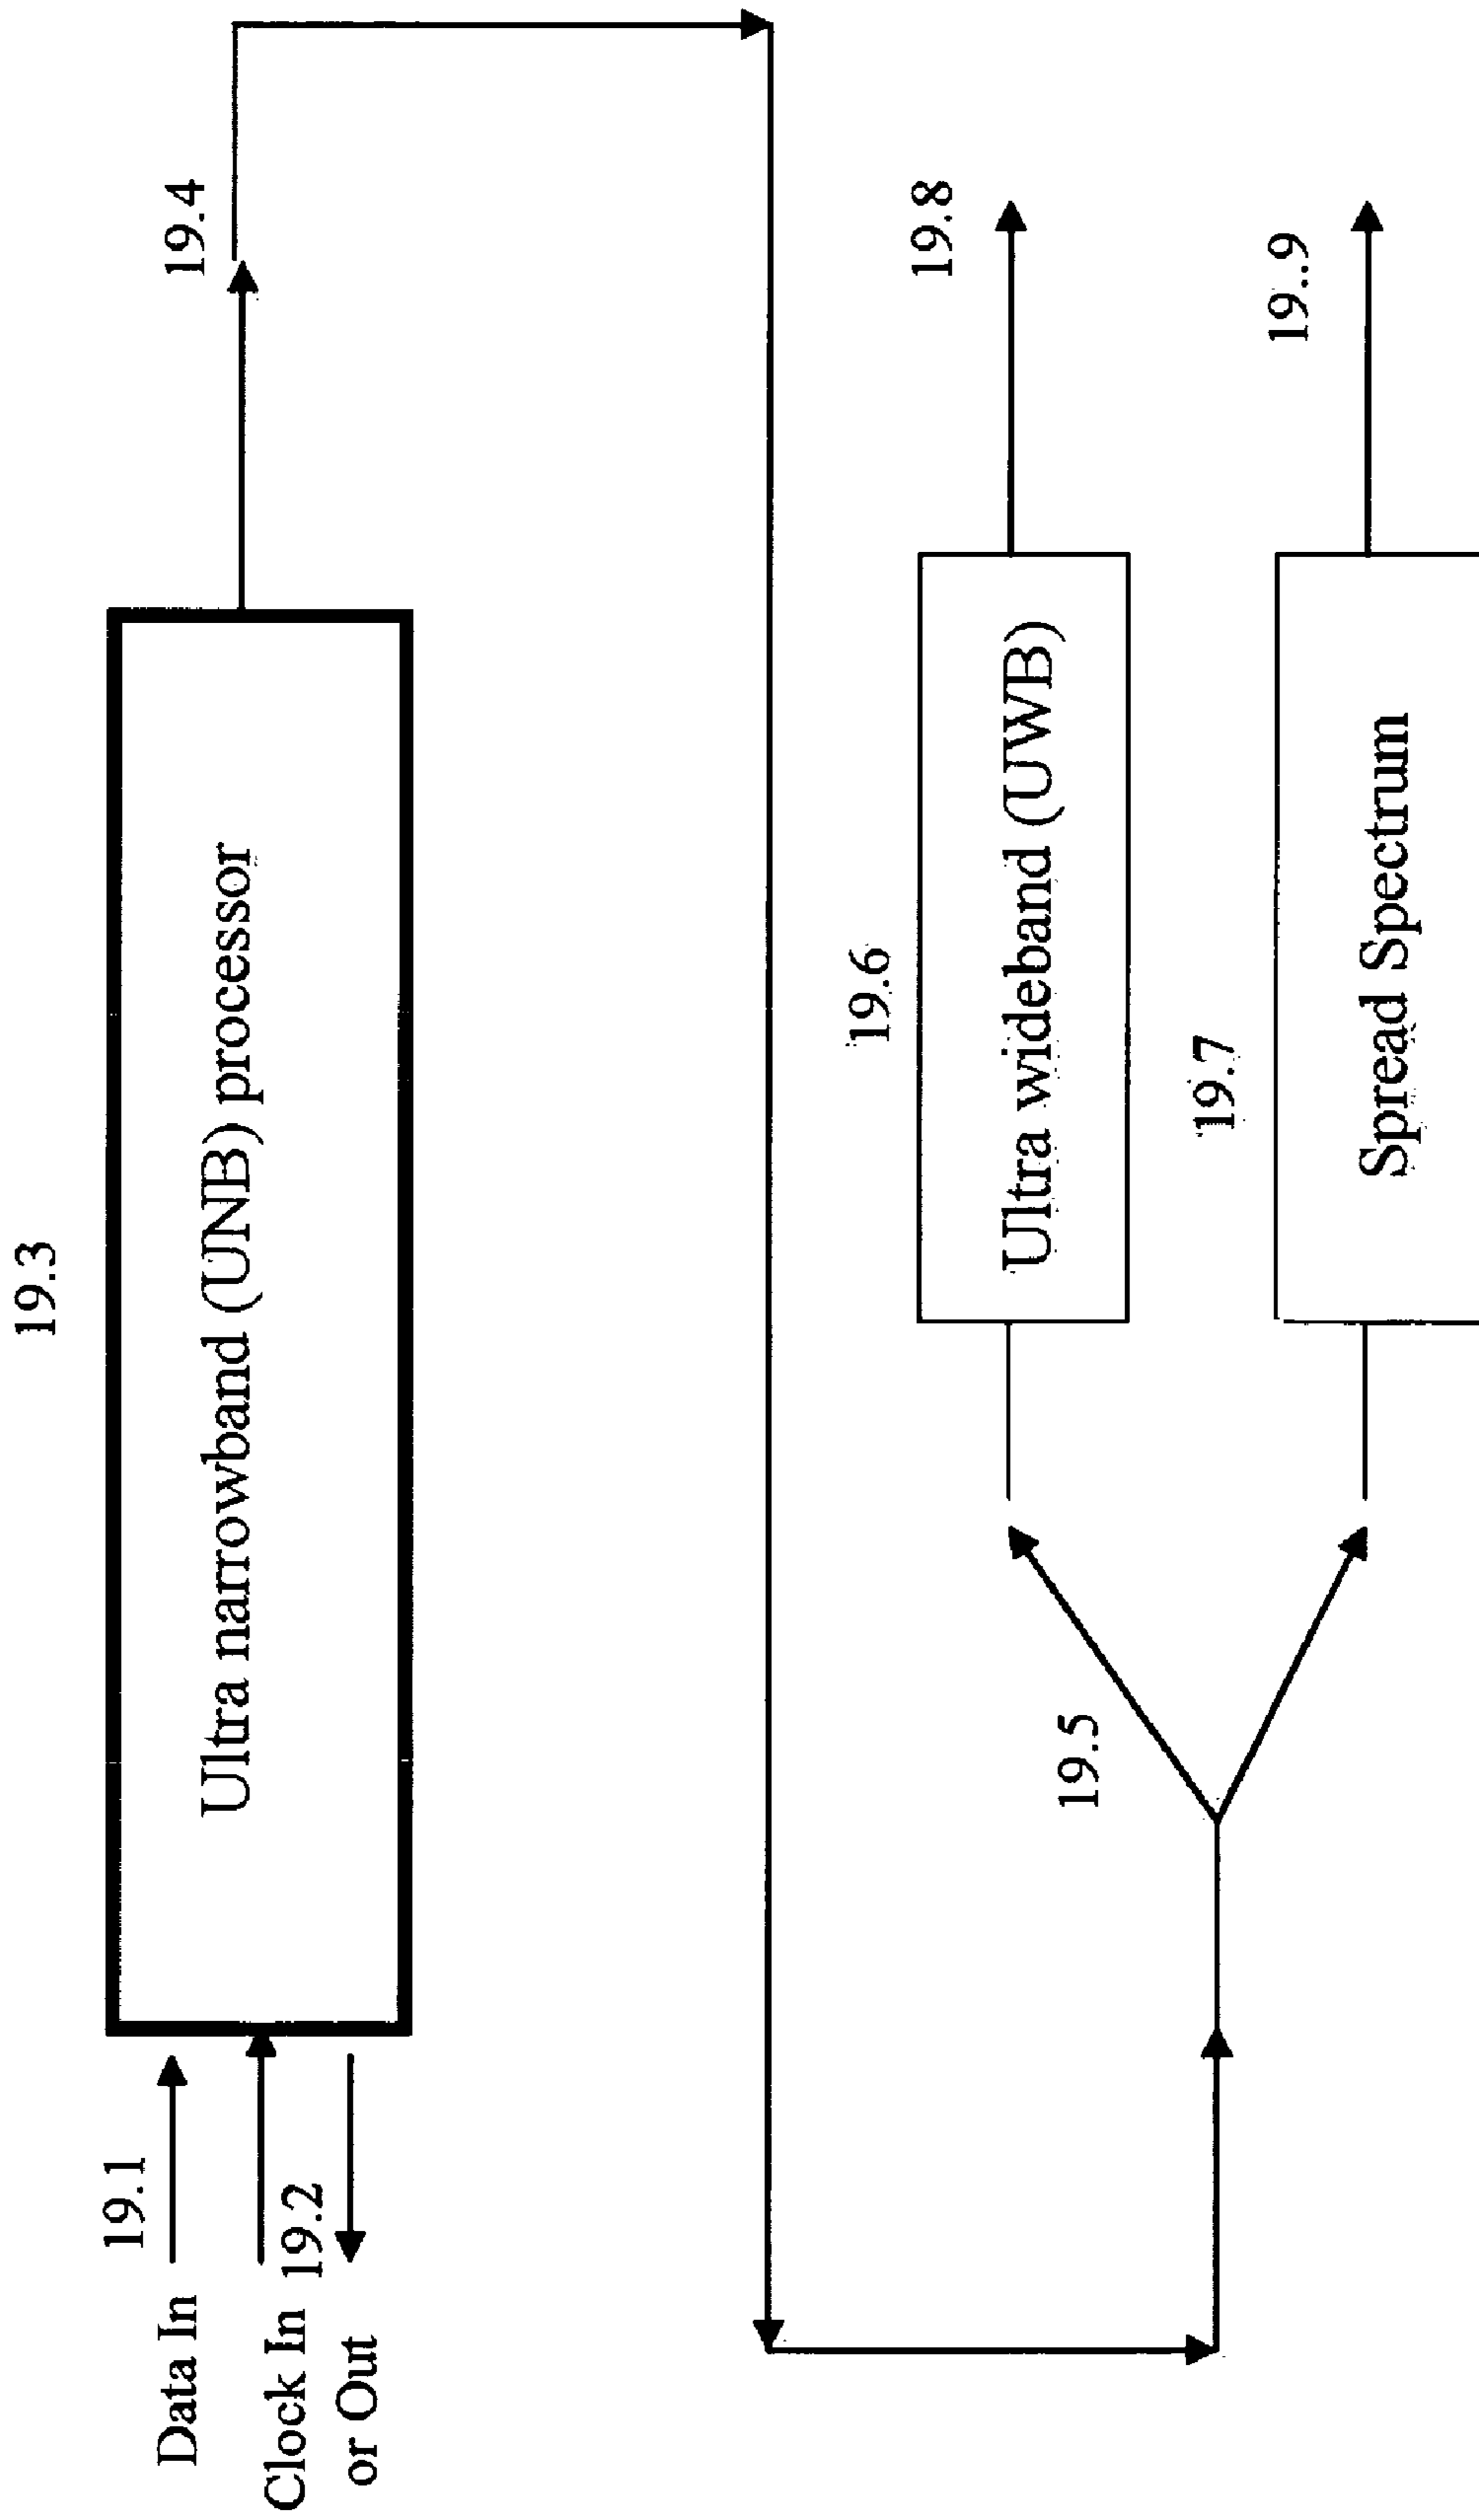 19.3
19.1
Data In
Ultra narrowband (UNB) processor
19.4
Clock In 19.2
or Out
19.6
Ultra wideband (UWB)
19.8
19.5
19.7
Spread Spectrum
19..9